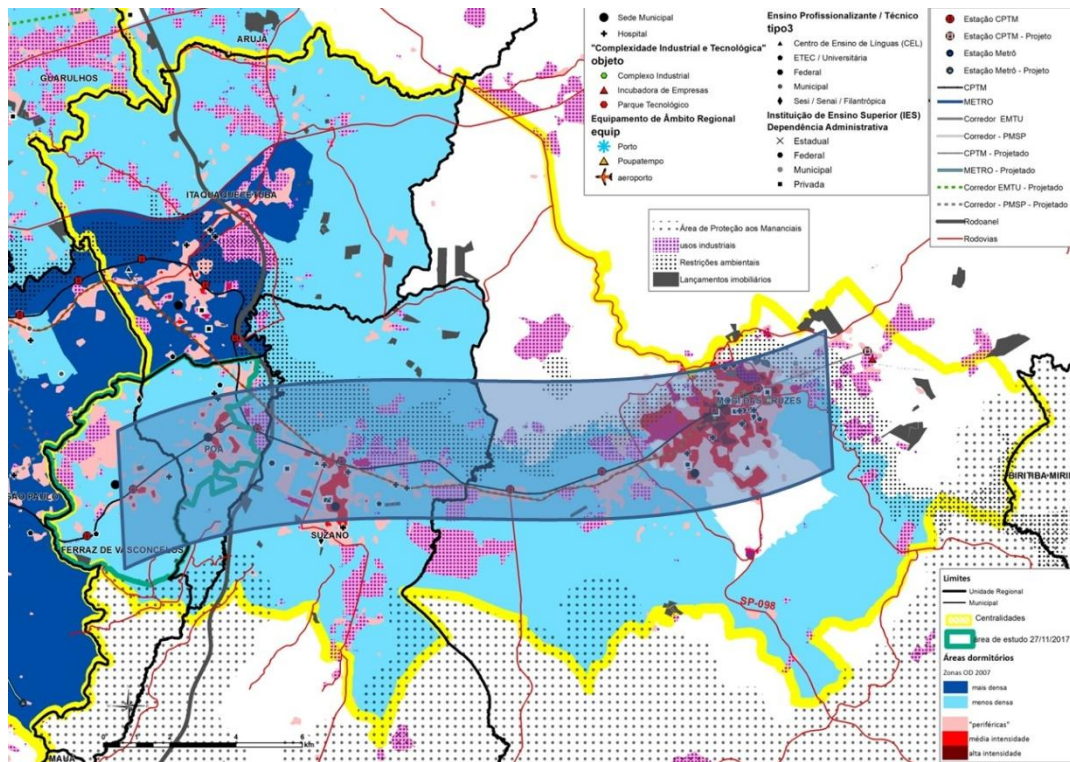 ARUJÁ
GUARULHOS
ITAQUAQUECETUBA
POÁ
SÃO PAULO
FERRAZ DE VASCONCELOS
SUZANO
MOGI DAS CRUZES
BIRITIBA-MIRIM
SP-098
MAUÁ
0 1 2 4 6
km
Sede Municipal
Hospital
"Complexidade Industrial e Tecnológica"
objeto
Complexo Industrial
Incubadora de Empresas
Parque Tecnológico
Equipamento de Âmbito Regional
equip
Porto
Poupatempo
aeroporto
Ensino Profissionalizante / Técnico
tipo3
Centro de Ensino de Línguas (CEL)
ETEC / Universitária
Federal
Municipal
Sesi / Senai / Filantrópica
Instituição de Ensino Superior (IES)
Dependência Administrativa
Estadual
Federal
Municipal
Privada
Estação CPTM
Estação CPTM - Projeto
Estação Metrô
Estação Metrô - Projeto
CPTM
METRO
Corredor EMTU
Corredor - PMSP
CPTM - Projetado
METRO - Projetado
Corredor EMTU - Projetado
Corredor - PMSP - Projetado
Rodoanel
Rodovias
Área de Proteção aos Mananciais
usos industriais
Restrições ambientais
Lançamentos imobiliários
Limites
Unidade Regional
Municipal
Centralidades
área de estudo 27/11/2017
Áreas dormitórios
Zonas OD 2007
mais densa
menos densa
"periféricas"
média intensidade
alta intensidade